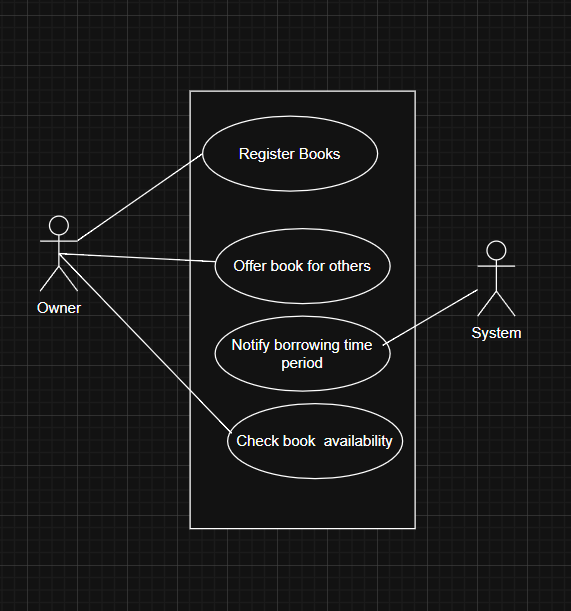 Register Books
Offer book for others
Owner
Notify borrowing time
period
System
Check book  availability